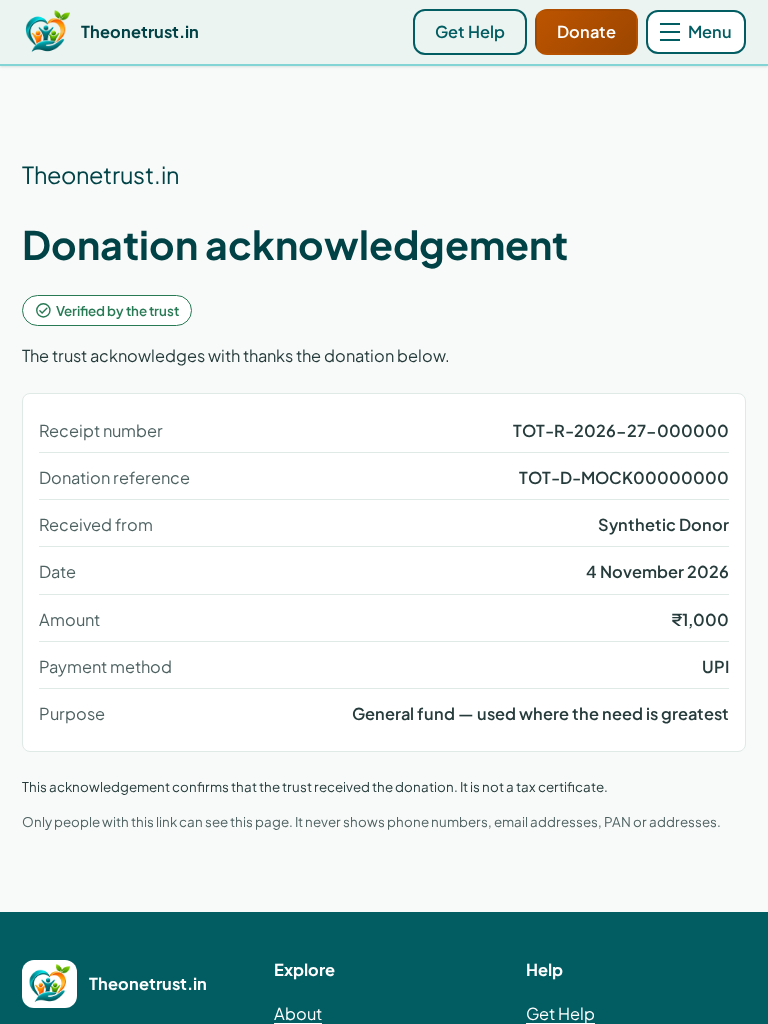 Theonetrust.in
Get Help
Donate
Menu
Theonetrust.in
Donation acknowledgement
Verified by the trust
The trust acknowledges with thanks the donation below.
Receipt number TOT-R-2026-27-000000
Donation reference TOT-D-MOCK00000000
Received from Synthetic Donor
Date 4 November 2026
Amount ₹1,000
Payment method UPI
Purpose General fund — used where the need is greatest
This acknowledgement confirms that the trust received the donation. It is not a tax certificate.
Only people with this link can see this page. It never shows phone numbers, email addresses, PAN or addresses.
Theonetrust.in
Explore
About
Help
Get Help